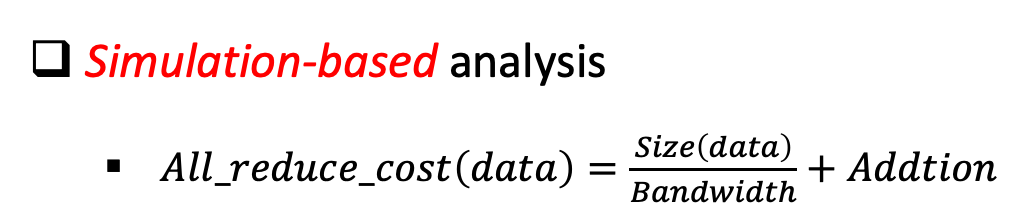 Simulation-based analysis
All_reduce_cost(data) = Size(data)/Bandwidth + Addtion